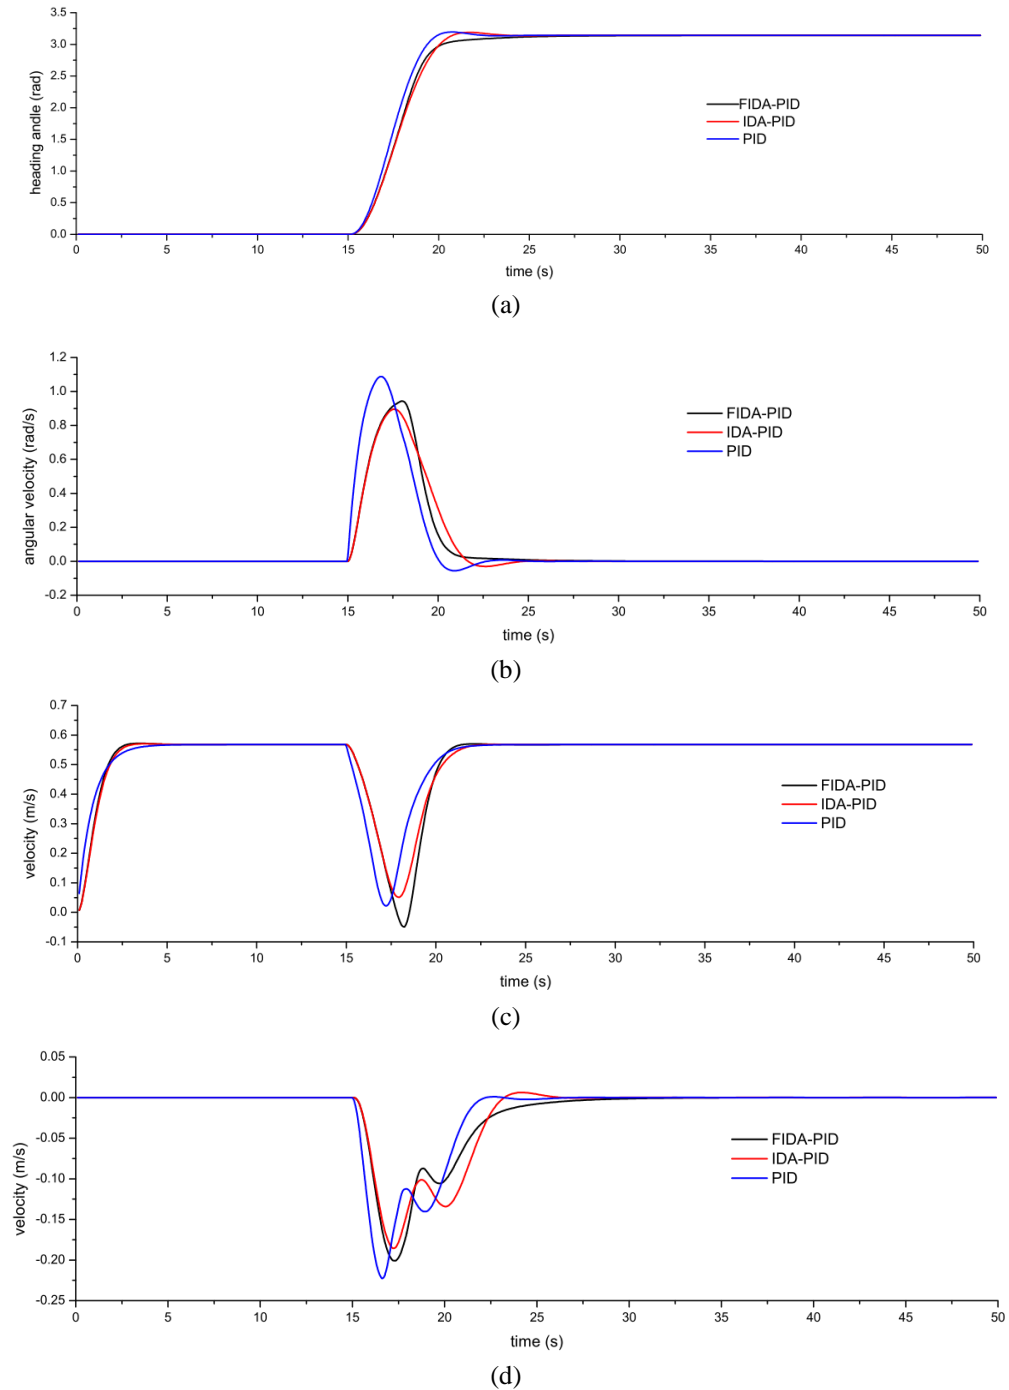 3.5
3.0
2.5
2.0
1.5
1.0
0.5
0.0
heading andle (rad)
FIDA-PID
IDA-PID
PID
0 5 10 15 20 25 30 35 40 45 50
time (s)
(a)
1.2
1.0
0.8
0.6
0.4
0.2
0.0
-0.2
angular velocity (rad/s)
FIDA-PID
IDA-PID
PID
0 5 10 15 20 25 30 35 40 45 50
time (s)
(b)
0.7
0.6
0.5
0.4
0.3
0.2
0.1
0.0
-0.1
velocity (m/s)
FIDA-PID
IDA-PID
PID
0 5 10 15 20 25 30 35 40 45 50
time (s)
(c)
0.05
0.00
-0.05
-0.10
-0.15
-0.20
-0.25
velocity (m/s)
FIDA-PID
IDA-PID
PID
0 5 10 15 20 25 30 35 40 45 50
time (s)
(d)